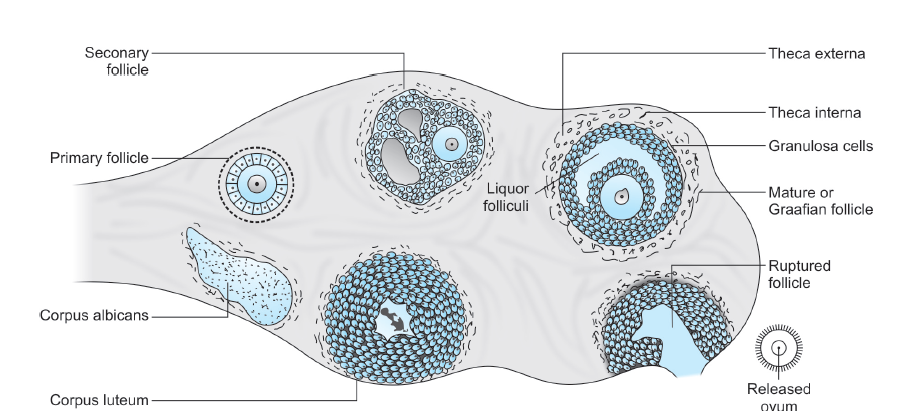 Seconary
follicle
Primary follicle
Corpus albicans
Corpus luteum
Liquor
folliculi
Theca externa
Theca interna
Granulosa cells
Mature or
Graafian follicle
Ruptured
follicle
Released
ovum